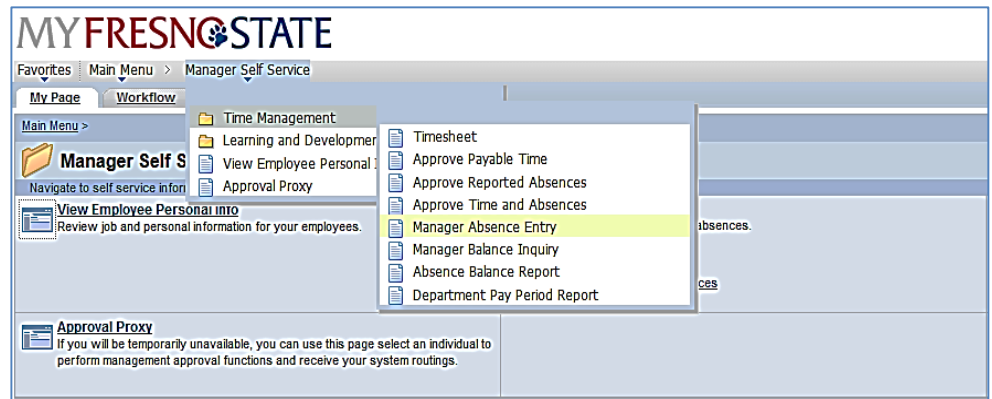 MYFRESNOSTATE
Favorites Main Menu > Manager Self Service
My Page Workflow
Main Menu >
Time Management
Learning and Developmen
View Employee Personal
Approval Proxy
Timesheet
Approve Payable Time
Approve Reported Absences
Approve Time and Absences
Manager Absence Entry
Manager Balance Inquiry
Absence Balance Report
Department Pay Period Report
Manager Self S
Navigate to self service infor
View Employee Personal Info
Review job and personal information for your employees.
absences.
ces
Approval Proxy
If you will be temporarily unavailable, you can use this page select an individual to
perform management approval functions and receive your system routings.